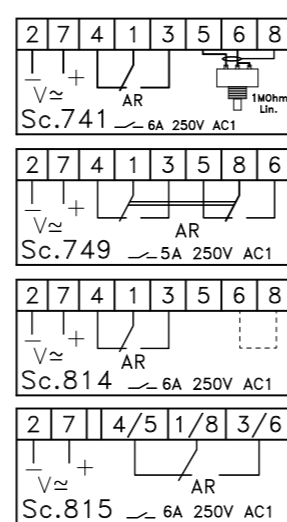 2 7 4 1 3 5 6 8
− V≃ + AR 1MOhm
Lin.
Sc.741 6A 250V AC1
2 7 4 1 3 5 8 6
− V≃ + AR
Sc.749 5A 250V AC1
2 7 4 1 3 5 6 8
− V≃ + AR
Sc.814 6A 250V AC1
2 7 4/5 1/8 3/6
− V≃ + AR
Sc.815 6A 250V AC1